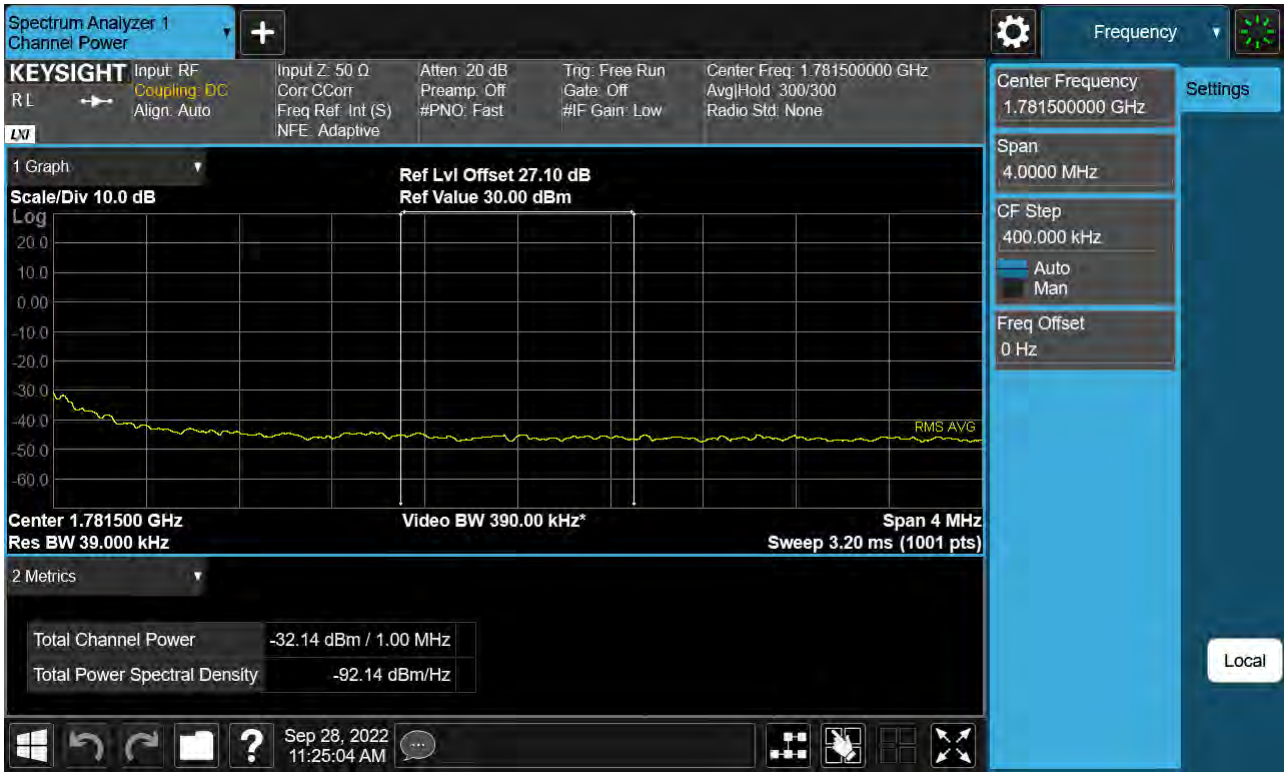 Spectrum Analyzer 1
Channel Power
Frequency
KEYSIGHT
R L
LXI
Input: RF
Coupling: DC
Align: Auto
Input Z: 50 Ω
Corr CCorr
Freq Ref: Int (S)
NFE: Adaptive
Atten: 20 dB
Preamp: Off
#PNO: Fast
Trig: Free Run
Gate: Off
#IF Gain: Low
Center Freq: 1.781500000 GHz
Avg|Hold: 300/300
Radio Std: None
1 Graph
Scale/Div 10.0 dB
Ref Lvl Offset 27.10 dB
Ref Value 30.00 dBm
Log
20.0
10.0
0.00
-10.0
-20.0
-30.0
-40.0
-50.0
-60.0
RMS AVG
Center 1.781500 GHz
Video BW 390.00 kHz*
Span 4 MHz
Res BW 39.000 kHz
Sweep 3.20 ms (1001 pts)
2 Metrics
Total Channel Power
-32.14 dBm / 1.00 MHz
Total Power Spectral Density
-92.14 dBm/Hz
Sep 28, 2022
11:25:04 AM
Center Frequency
1.781500000 GHz
Span
4.0000 MHz
CF Step
400.000 kHz
Auto
Man
Freq Offset
0 Hz
Settings
Local